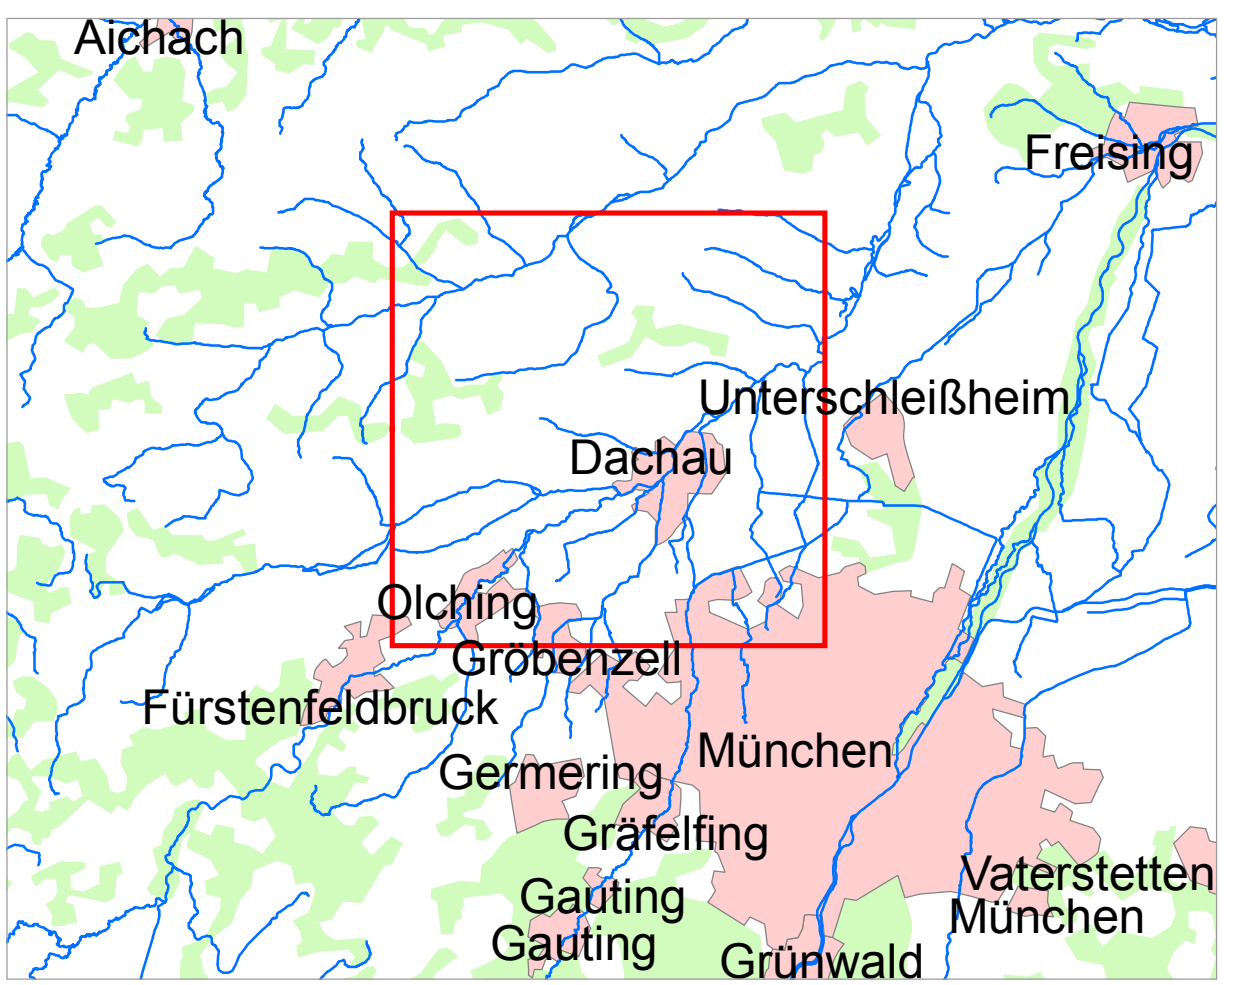 Aichach
Freising
Unterschleißheim
Dachau
Olching
Gröbenzell
Fürstenfeldbruck
München
Germering
Gräfelfing
Vaterstetten
Gauting
München
Gauting
Grünwald